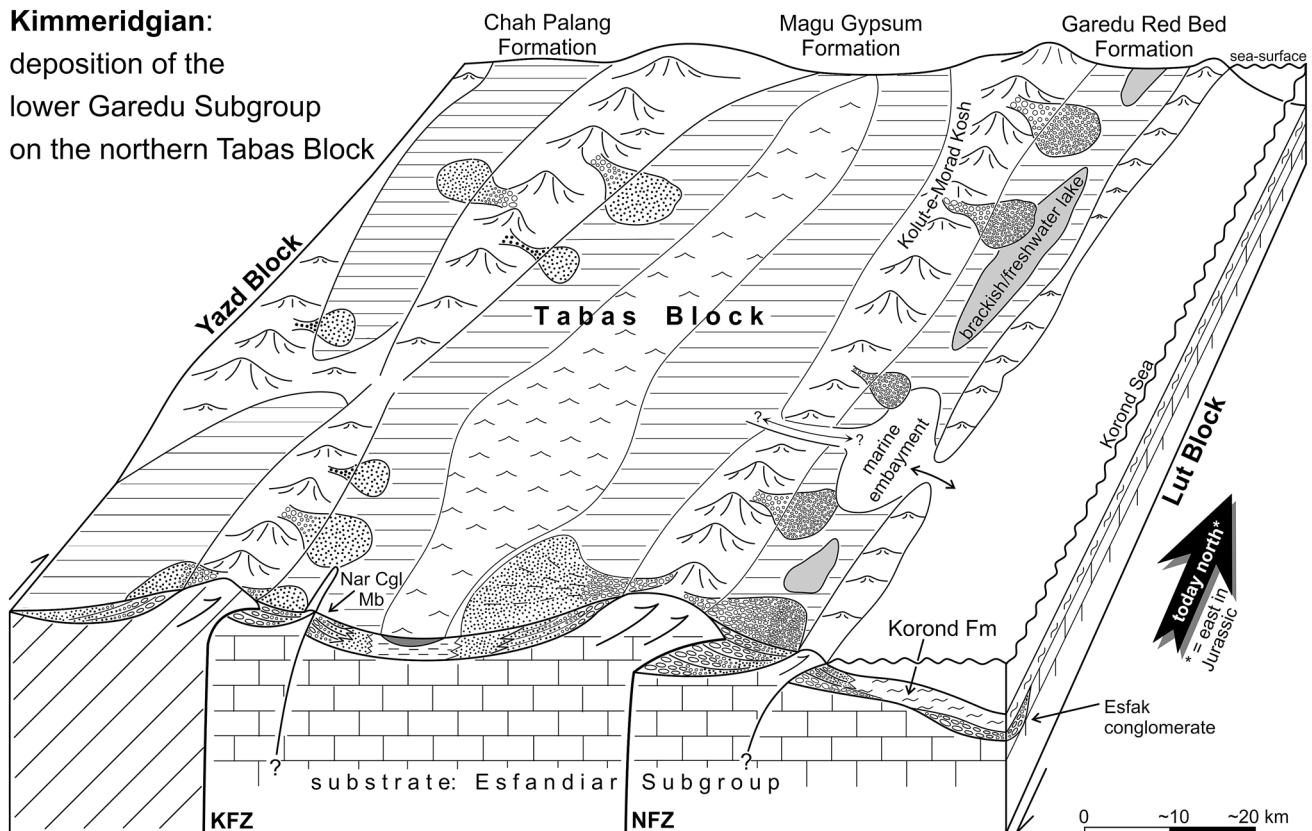 Kimmeridgian:
deposition of the
lower Garedu Subgroup
on the northern Tabas Block
Chah Palang
Formation
Magu Gypsum
Formation
Garedu Red Bed
Formation
sea-surface
Yazd Block
Tabas Block
Kolut-e-Morad Kosh
brackish/freshwater lake
? ?
marine
embayment
Korond Sea
Lut Block
today north*
* = east in
Jurassic
Nar Cgl
Mb
Korond Fm
Esfak
conglomerate
?
?
substrate: Esfandiar Subgroup
KFZ
NFZ
0 ~10 ~20 km